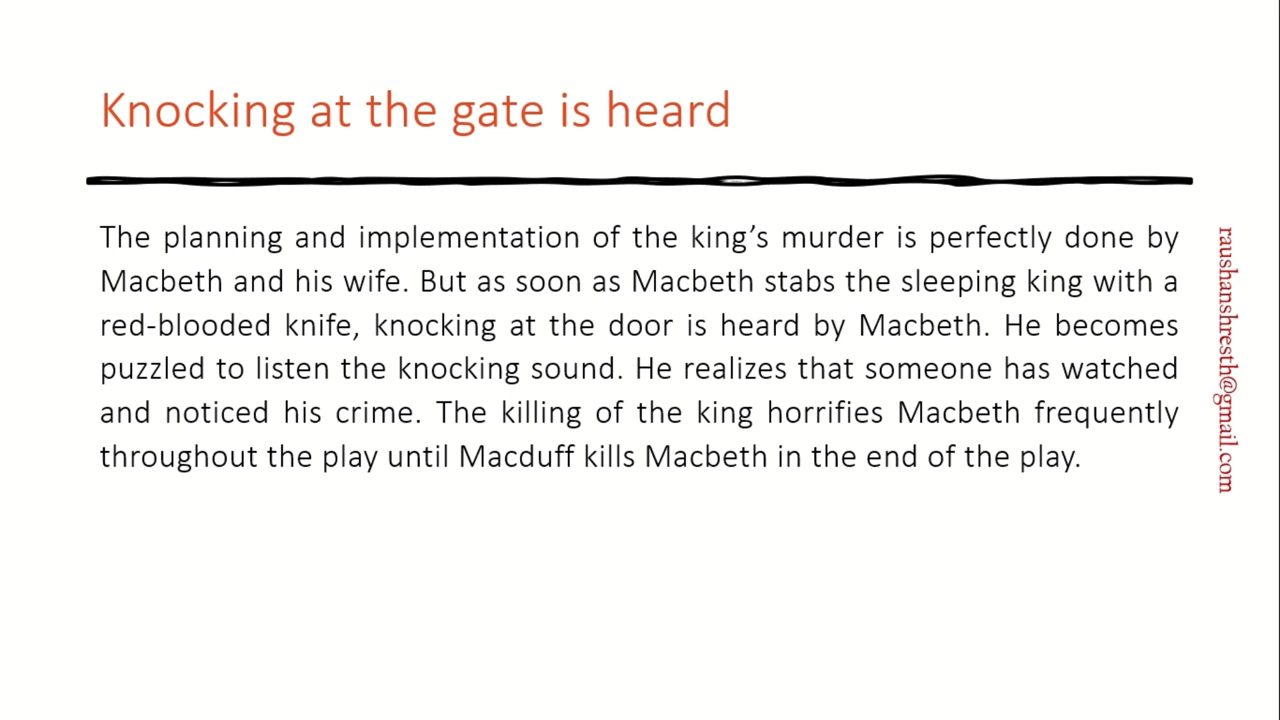 Knocking at the gate is heard
The planning and implementation of the king’s murder is perfectly done by
Macbeth and his wife. But as soon as Macbeth stabs the sleeping king with a
red-blooded knife, knocking at the door is heard by Macbeth. He becomes
puzzled to listen the knocking sound. He realizes that someone has watched
and noticed his crime. The killing of the king horrifies Macbeth frequently
throughout the play until Macduff kills Macbeth in the end of the play.
raushanshresth@gmail.com